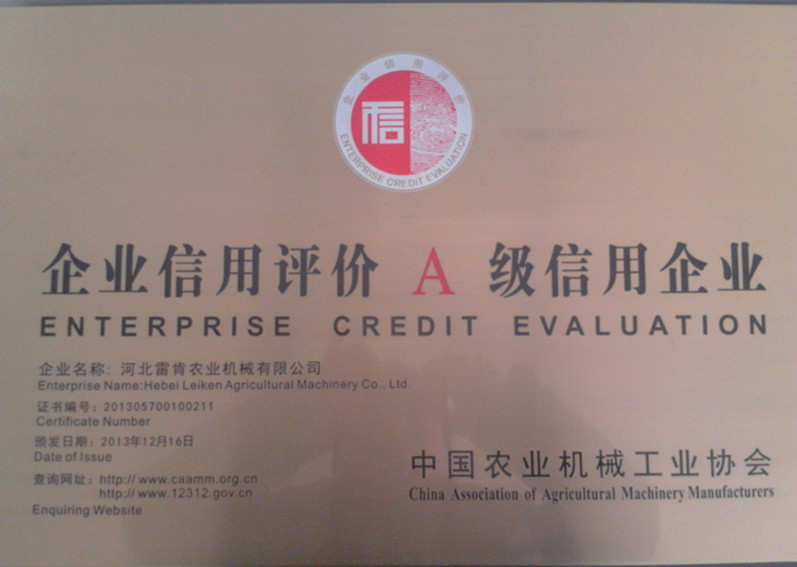 企业信用评价
信
ENTERPRISE CREDIT EVALUATION
企业信用评价 A 级信用企业
ENTERPRISE CREDIT EVALUATION
企业名称: 河北雷肯农业机械有限公司
Enterprise Name:Hebei Leiken Agricultural Machinery Co., Ltd.
证书编号: 201305700100211
Certificate Number
颁发日期: 2013年12月16日
Date of Issue
查询网址: http:// www.caamm.org.cn
http:// www.12312.gov.cn
Enquiring Website
中国农业机械工业协会
China Association of Agricultural Machinery Manufacturers